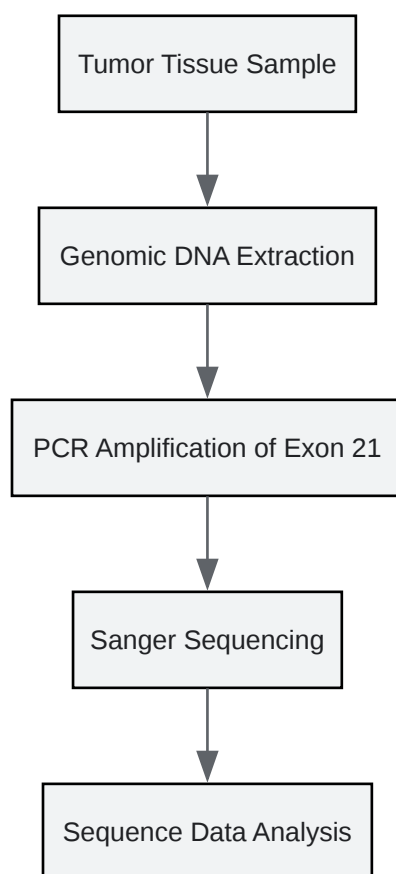 Tumor Tissue Sample
Genomic DNA Extraction
PCR Amplification of Exon 21
Sanger Sequencing
Sequence Data Analysis